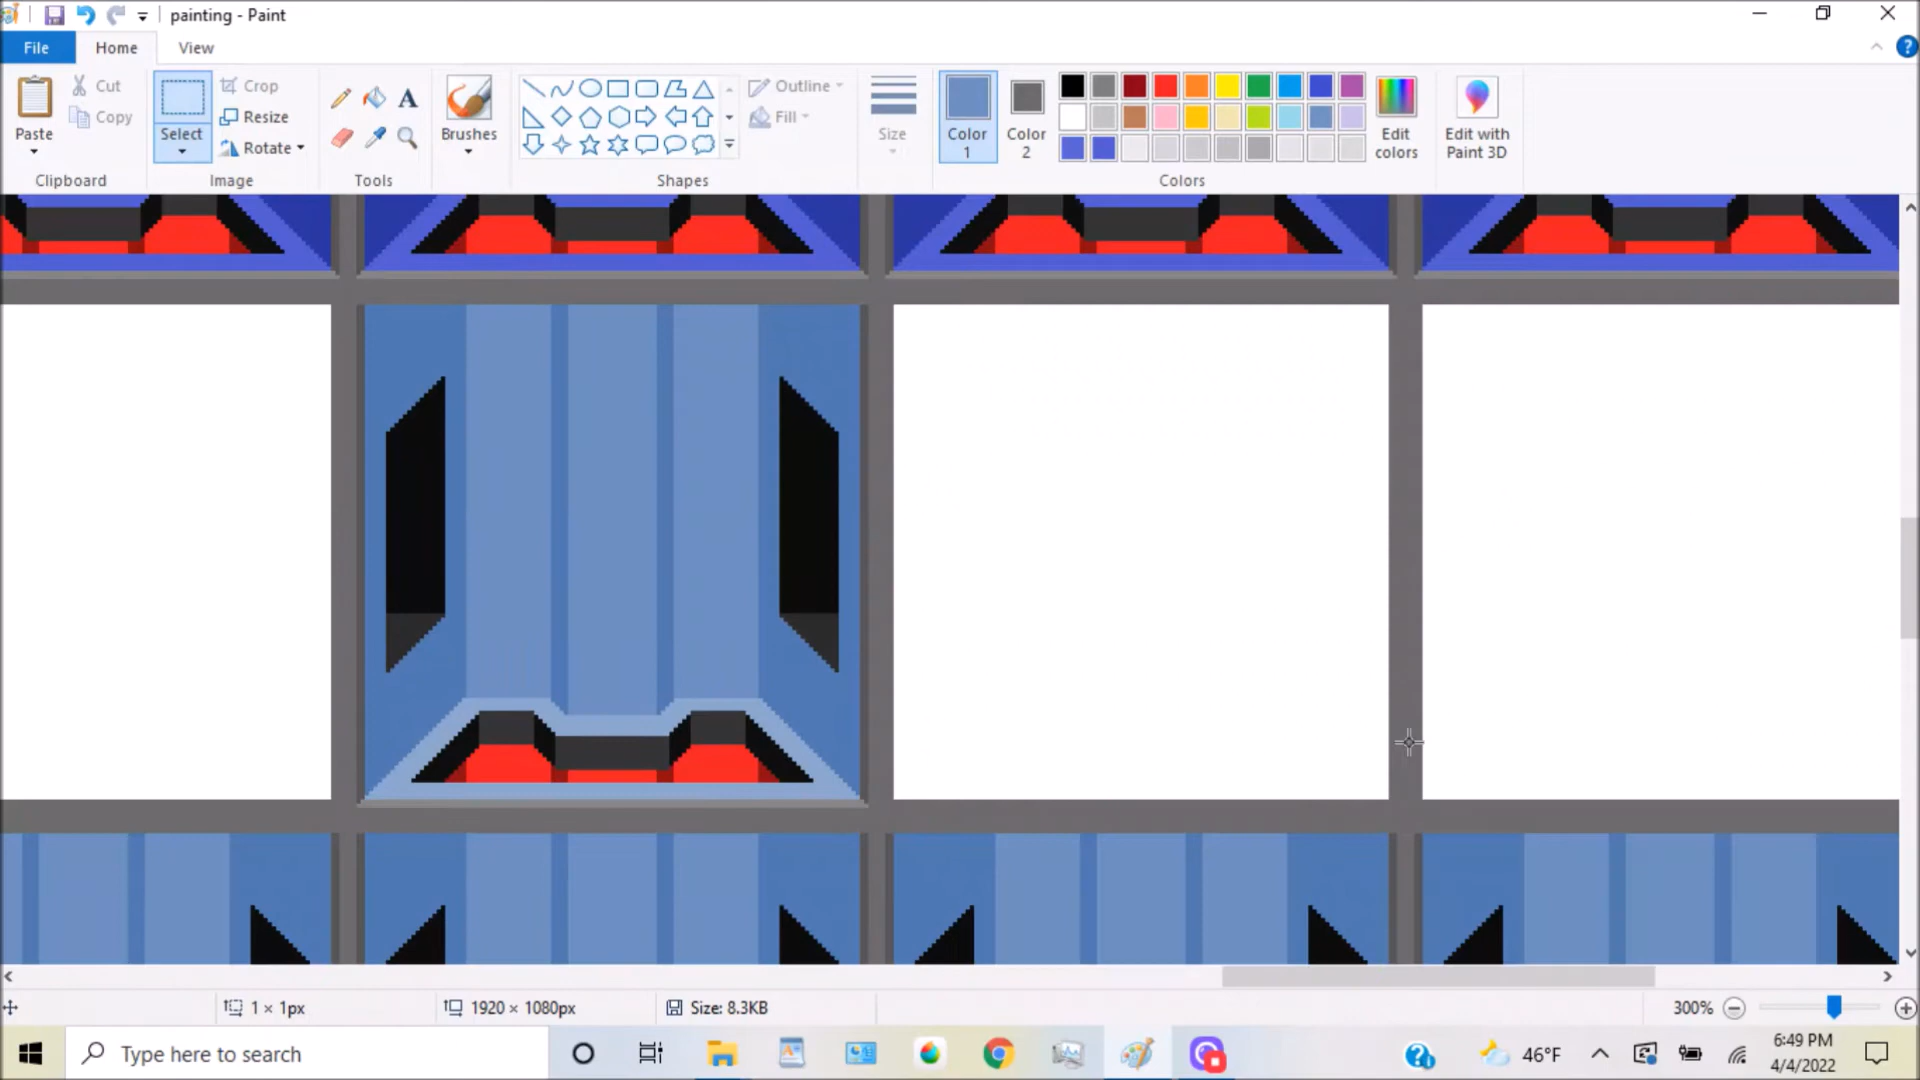 painting - Paint
File Home View
Paste
Cut
Copy
Clipboard
Select
Crop
Resize
Rotate
Image
A
Tools
Brushes
Shapes
Outline
Fill
Size
Color 1
Color 2
Colors
Edit colors
Edit with Paint 3D
1 × 1px
1920 × 1080px
Size: 8.3KB
300%
Type here to search
46°F
6:49 PM
4/4/2022